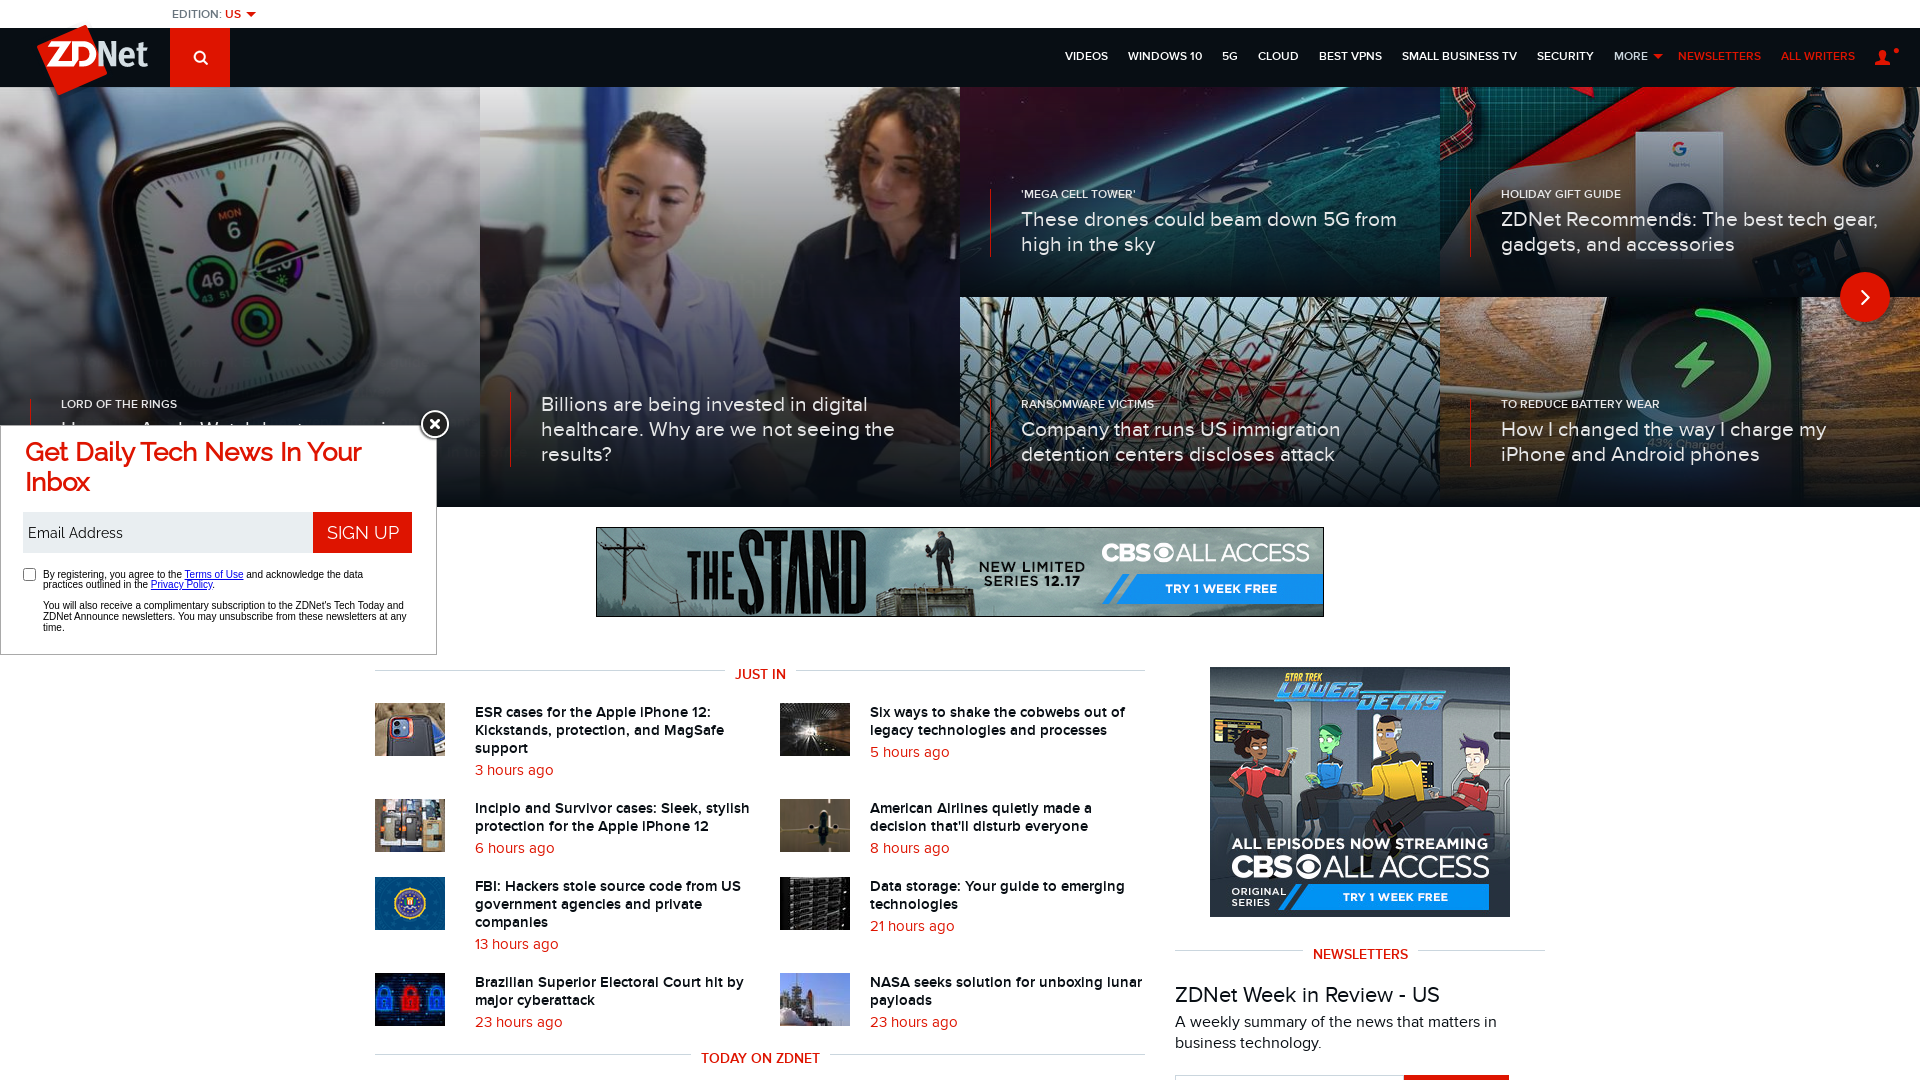 EDITION: US
ZDNet
VIDEOS
WINDOWS 10
5G
CLOUD
BEST VPNS
SMALL BUSINESS TV
SECURITY
MORE
NEWSLETTERS
ALL WRITERS
MON
6
46
43 51
LORD OF THE RINGS
Billions are being invested in digital
healthcare. Why are we not seeing the
results?
'MEGA CELL TOWER'
These drones could beam down 5G from
high in the sky
HOLIDAY GIFT GUIDE
ZDNet Recommends: The best tech gear,
gadgets, and accessories
RANSOMWARE VICTIMS
Company that runs US immigration
detention centers discloses attack
TO REDUCE BATTERY WEAR
How I changed the way I charge my
iPhone and Android phones
43% Charged
Get Daily Tech News In Your
Inbox
Email Address
SIGN UP
By registering, you agree to the Terms of Use and acknowledge the data
practices outlined in the Privacy Policy.
You will also receive a complimentary subscription to the ZDNet's Tech Today and
ZDNet Announce newsletters. You may unsubscribe from these newsletters at any
time.
THE STAND
NEW LIMITED
SERIES 12.17
CBS ALL ACCESS
TRY 1 WEEK FREE
JUST IN
ESR cases for the Apple iPhone 12:
Kickstands, protection, and MagSafe
support
3 hours ago
Six ways to shake the cobwebs out of
legacy technologies and processes
5 hours ago
Incipio and Survivor cases: Sleek, stylish
protection for the Apple iPhone 12
6 hours ago
American Airlines quietly made a
decision that'll disturb everyone
8 hours ago
FBI: Hackers stole source code from US
government agencies and private
companies
13 hours ago
Data storage: Your guide to emerging
technologies
21 hours ago
Brazilian Superior Electoral Court hit by
major cyberattack
23 hours ago
NASA seeks solution for unboxing lunar
payloads
23 hours ago
TODAY ON ZDNET
STAR TREK
LOWER DECKS
ALL EPISODES NOW STREAMING
CBS ALL ACCESS
ORIGINAL
SERIES
TRY 1 WEEK FREE
NEWSLETTERS
ZDNet Week in Review - US
A weekly summary of the news that matters in
business technology.